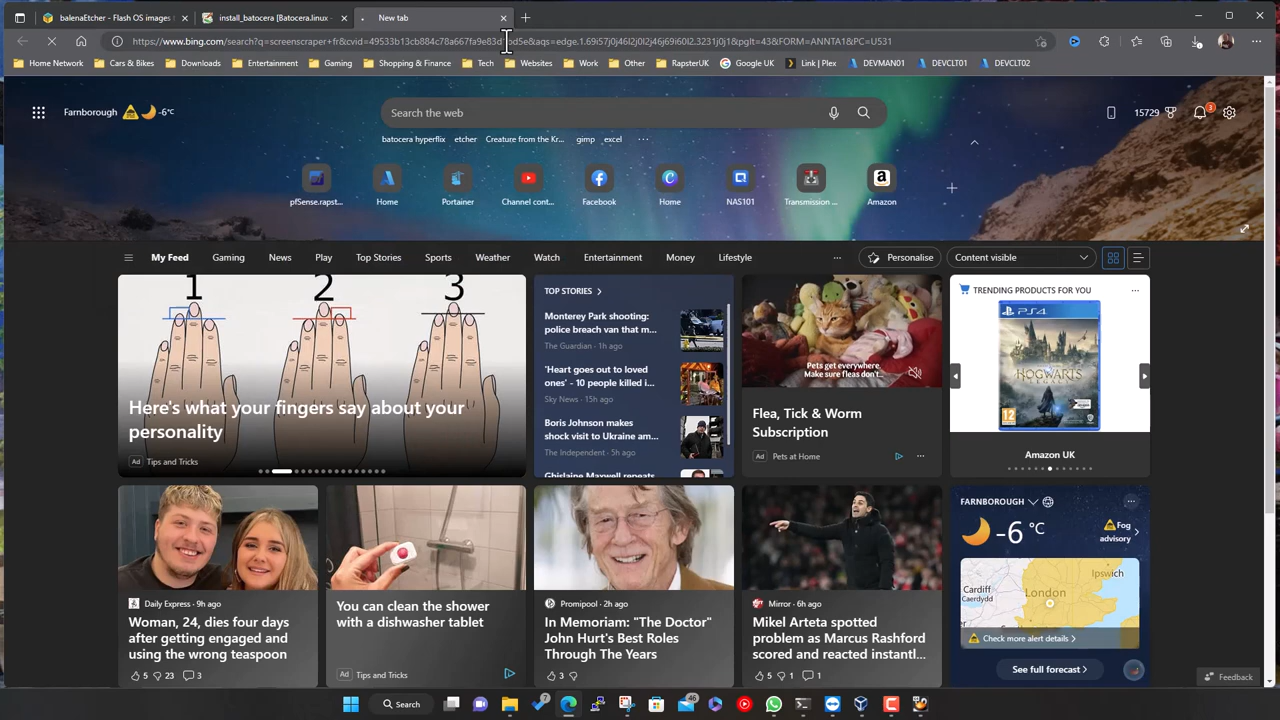 balenaEtcher - Flash OS images
install_batocera [Batocera.linux -
New tab
https://www.bing.com/search?q=screenscraper+fr&cvid=49533b13cb884c78a667fa9e83d1bd5e&aqs=edge.1.69i57j0j46l2j0l2j46j69i60l2.3231j0j1&pglt=43&FORM=ANNTA1&PC=U531
Home Network
Cars & Bikes
Downloads
Entertainment
Gaming
Shopping & Finance
Tech
Websites
Work
Other
RapsterUK
Google UK
Link | Plex
DEVMAN01
DEVCLT01
DEVCLT02
Farnborough
-6°C
Search the web
15729
3
batocera hyperflix
etcher
Creature from the Kr...
gimp
excel
pfSense.rapst...
Home
Portainer
Channel cont...
Facebook
Home
NAS101
Transmission ...
Amazon
My Feed
Gaming
News
Play
Top Stories
Sports
Weather
Watch
Entertainment
Money
Lifestyle
Personalise
Content visible
1
2
3
Here's what your fingers say about your
personality
Ad
Tips and Tricks
TOP STORIES
Monterey Park shooting:
police breach van that m...
The Guardian · 1h ago
'Heart goes out to loved
ones' - 10 people killed i...
Sky News · 15h ago
Boris Johnson makes
shock visit to Ukraine am...
The Independent · 5h ago
Ghislaine Maxwell repeats
Pets get everywhere
Make sure fleas don't...
Flea, Tick & Worm
Subscription
Ad
Pets at Home
TRENDING PRODUCTS FOR YOU
PS4
HOGWARTS
12
Amazon UK
Daily Express · 9h ago
Woman, 24, dies four days
after getting engaged and
using the wrong teaspoon
5
23
3
You can clean the shower
with a dishwasher tablet
Ad
Tips and Tricks
Promipool · 2h ago
In Memoriam: "The Doctor"
John Hurt's Best Roles
Through The Years
3
Mirror · 6h ago
Mikel Arteta spotted
problem as Marcus Rashford
scored and reacted instantl...
5
1
1
FARNBOROUGH
-6 °C
Fog
advisory
Cardiff
Caerdydd
Ipswich
London
Check more alert details
See full forecast
Feedback
Search
7
46